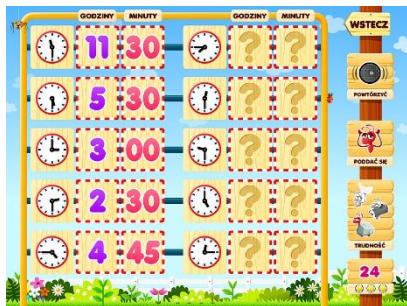 GODZINY MINUTY GODZINY MINUTY
WSTECZ
11 30 ? ?
POWTÓRZYĆ
5 30 ? ?
3 00 ? ?
PODDAĆ SIĘ
2 30 ? ?
TRUDNOŚĆ
4 45 ? ?
24